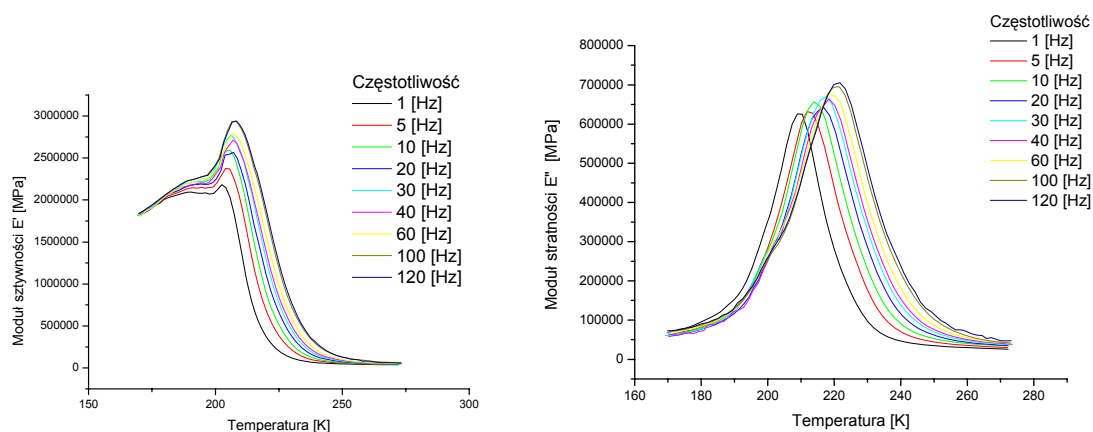 Częstotliwość
1 [Hz]
5 [Hz]
10 [Hz]
20 [Hz]
30 [Hz]
40 [Hz]
60 [Hz]
100 [Hz]
120 [Hz]
Moduł sztywności E' [MPa]
3000000
2500000
2000000
1500000
1000000
500000
0
150
200
250
300
Temperatura [K]
Częstotliwość
1 [Hz]
5 [Hz]
10 [Hz]
20 [Hz]
30 [Hz]
40 [Hz]
60 [Hz]
100 [Hz]
120 [Hz]
Moduł stratności E" [MPa]
800000
700000
600000
500000
400000
300000
200000
100000
0
160
180
200
220
240
260
280
Temperatura [K]